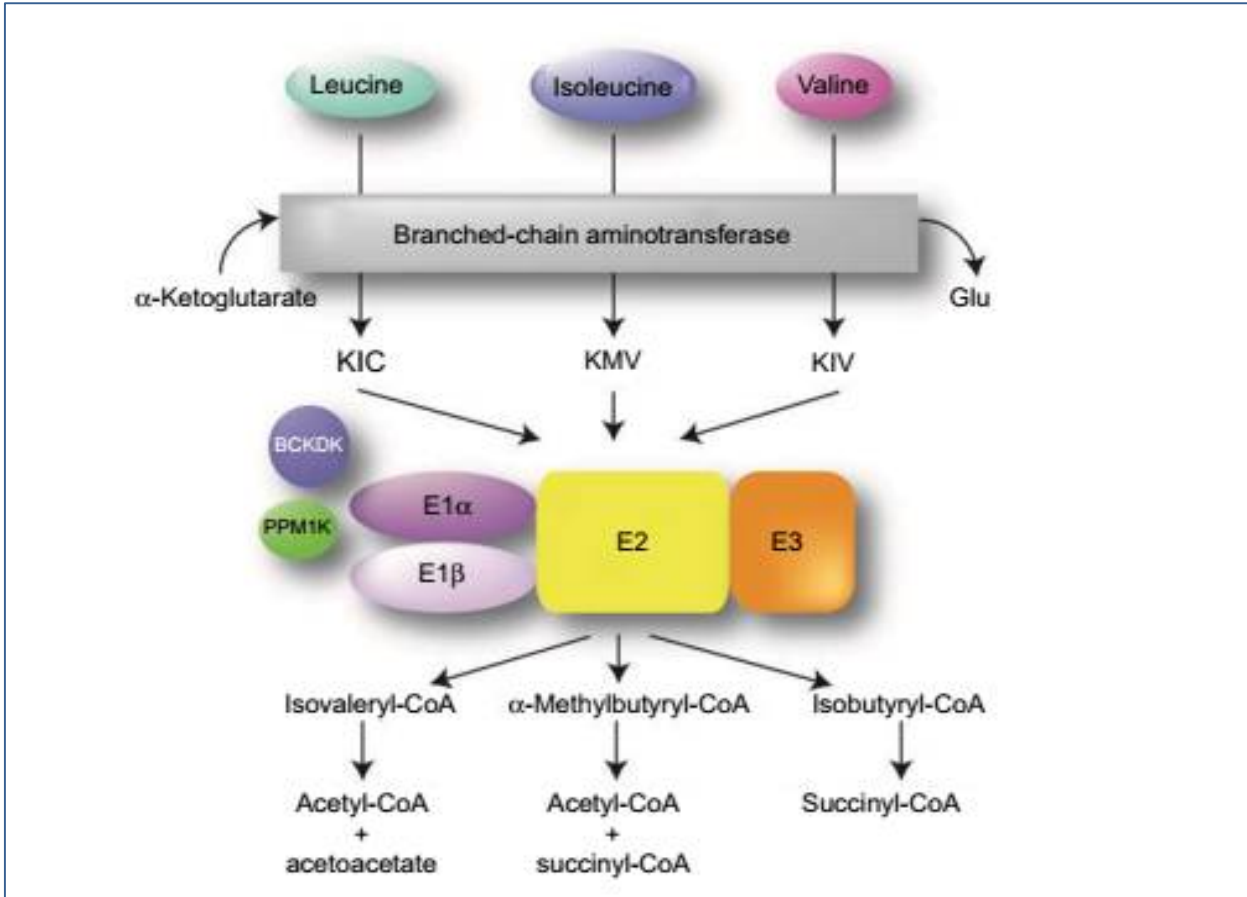 Leucine
Isoleucine
Valine
Branched-chain aminotransferase
α-Ketoglutarate
Glu
KIC
KMV
KIV
BCKDK
PPM1K
E1α
E1β
E2
E3
Isovaleryl-CoA
α-Methylbutyryl-CoA
Isobutyryl-CoA
Acetyl-CoA
+
acetoacetate
Acetyl-CoA
+
succinyl-CoA
Succinyl-CoA